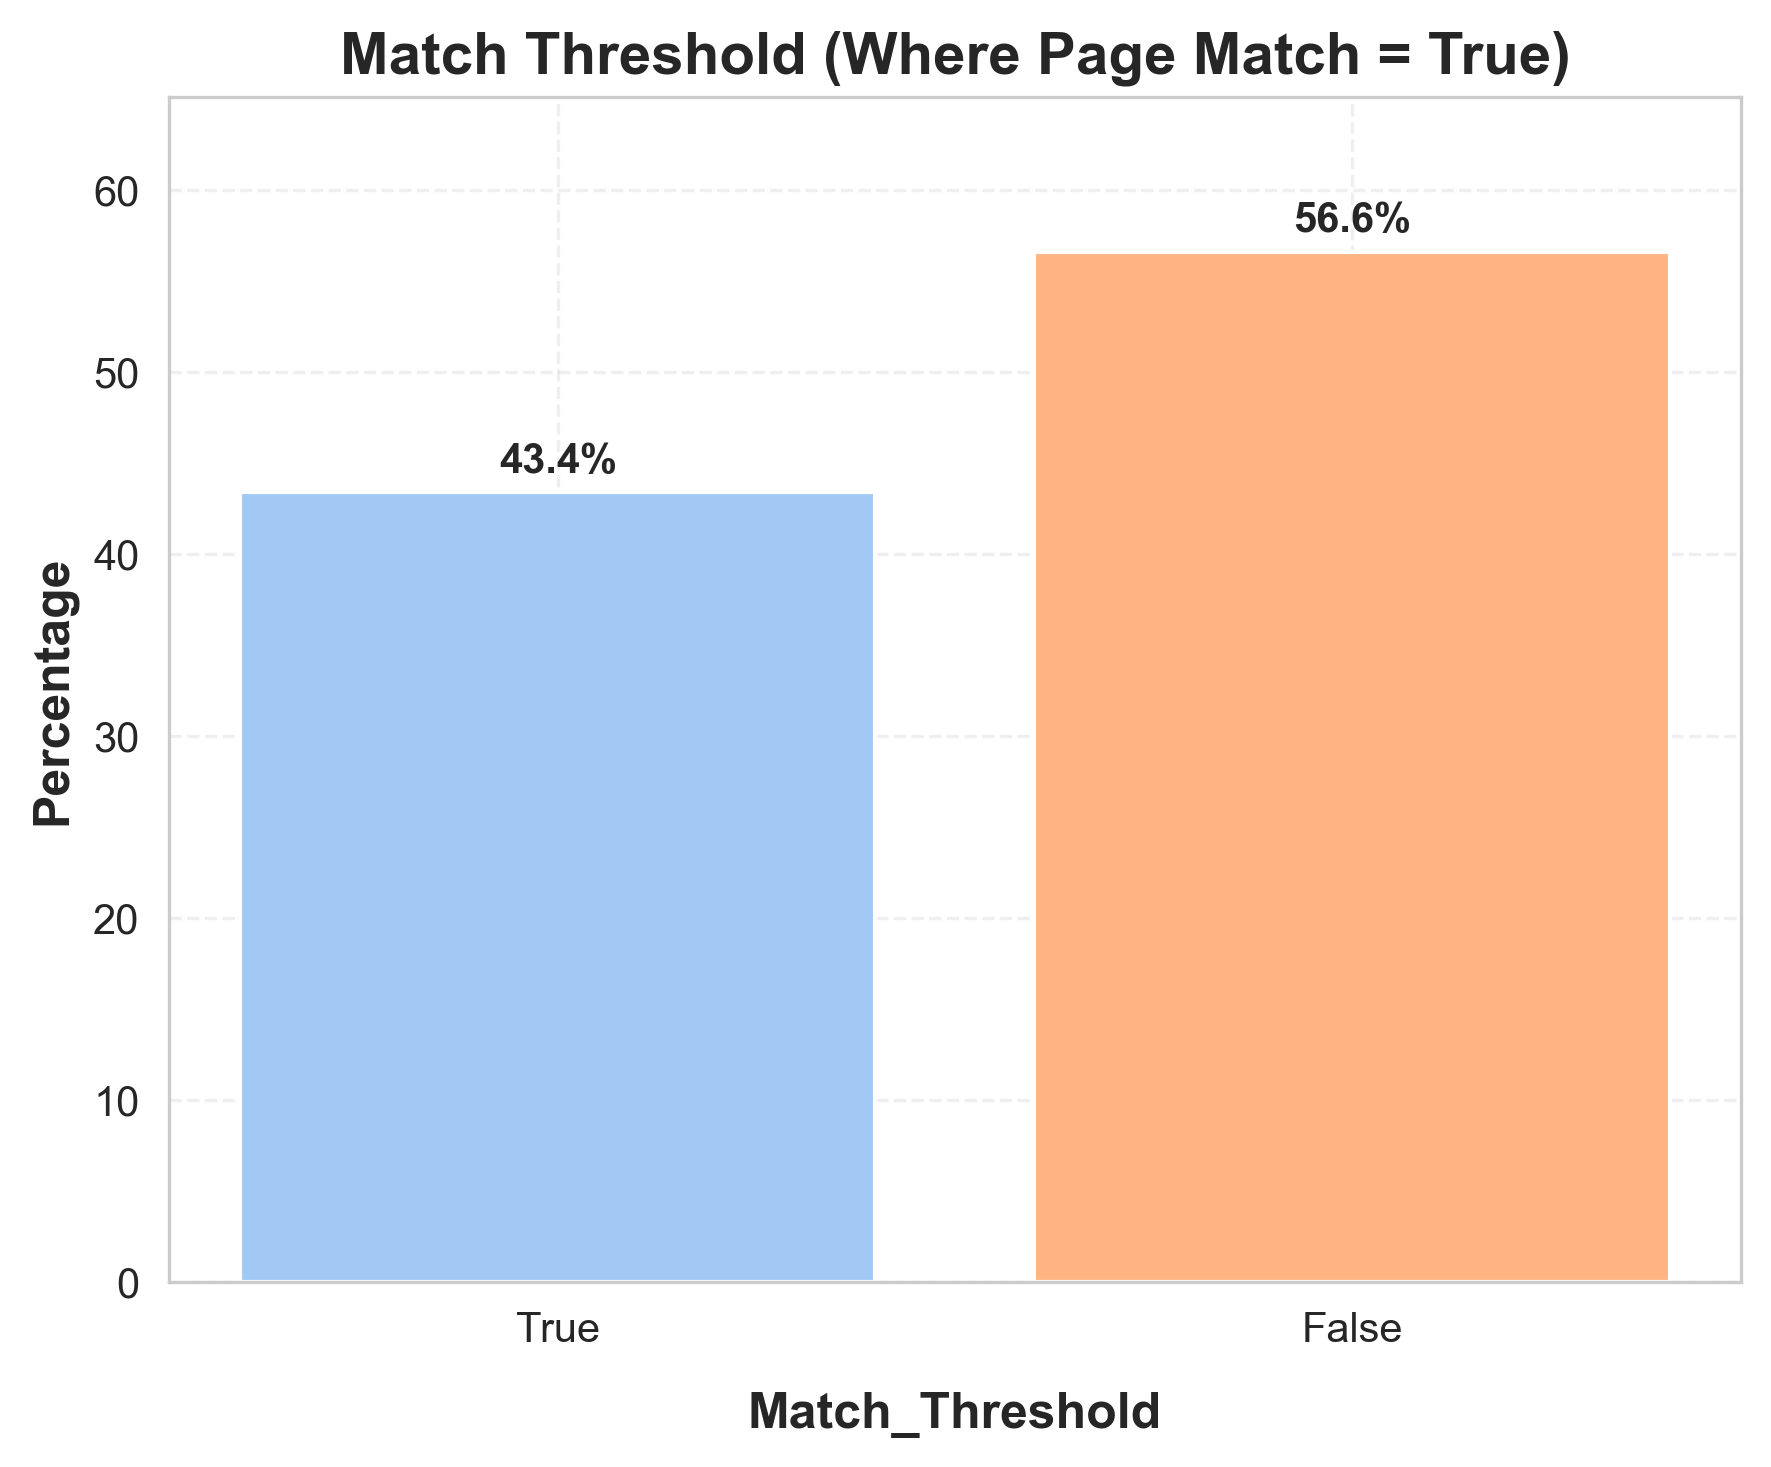 Match Threshold (Where Page Match = True)
60
56.6%
50
43.4%
40
30
20
10
0
Percentage
True False
Match_Threshold